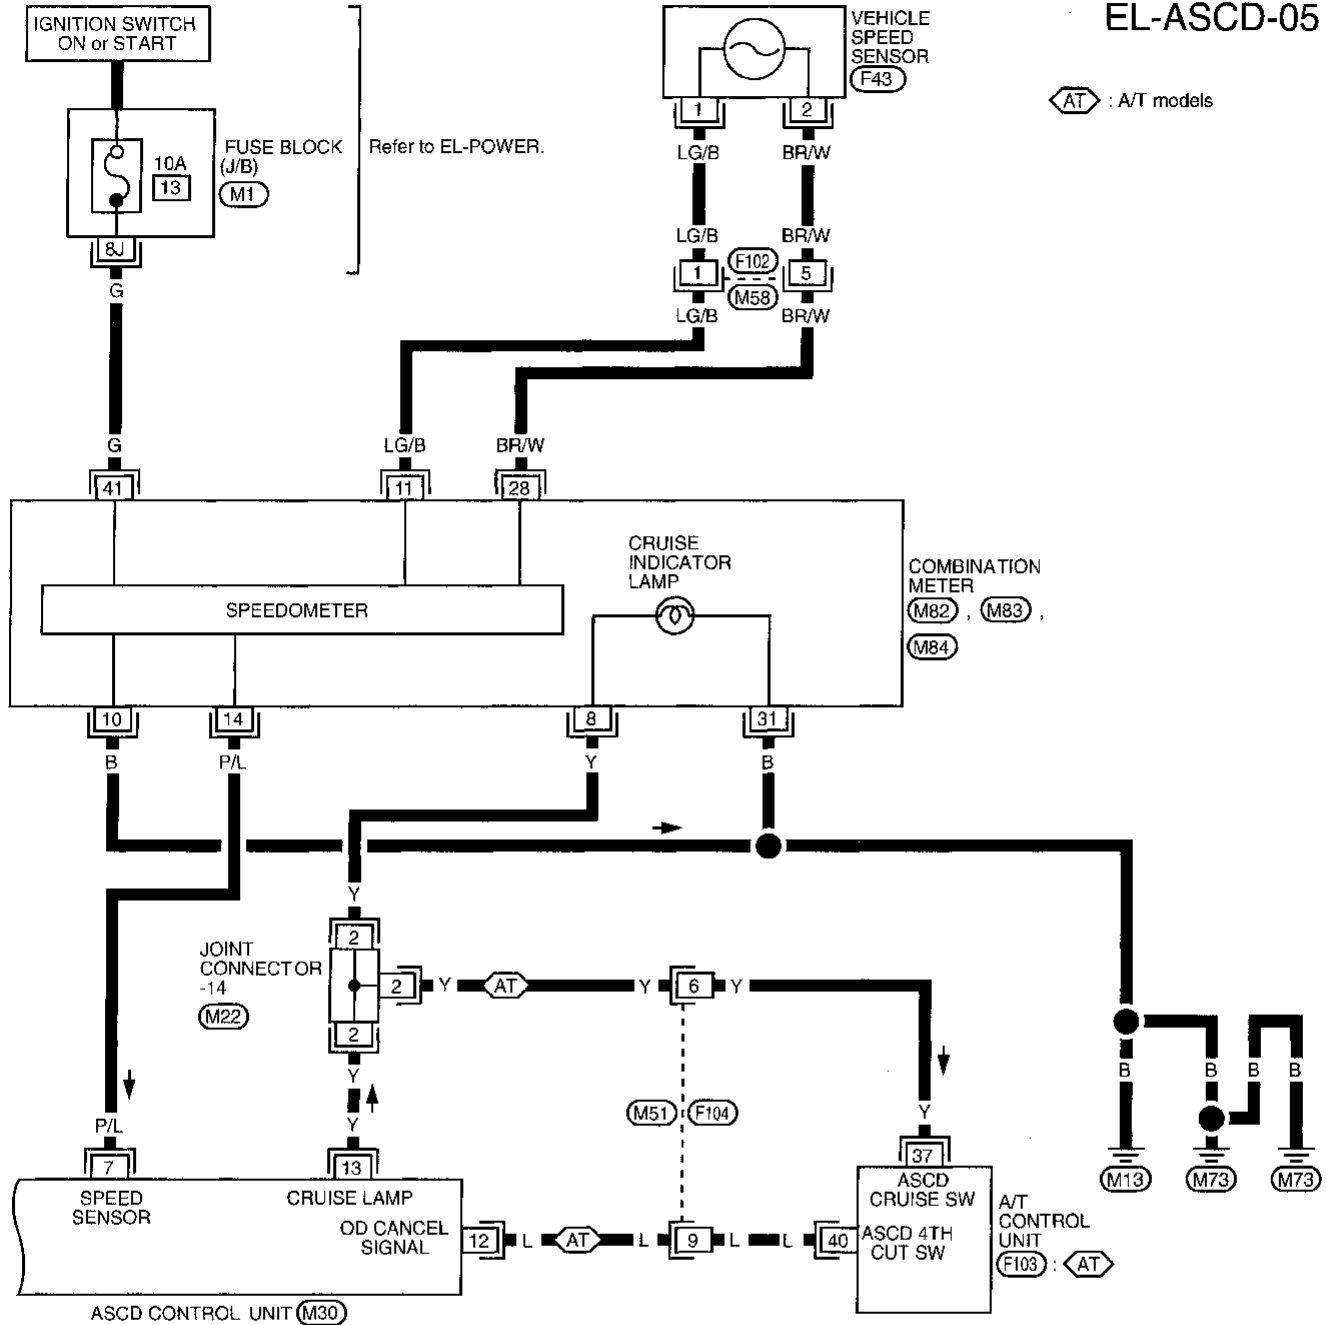 EL-ASCD-05
IGNITION SWITCH
ON or START
VEHICLE
SPEED
SENSOR
F43
AT : A/T models
1
2
FUSE BLOCK
(J/B)
M1
10A
13
Refer to EL-POWER.
LG/B
BR/W
8J
G
LG/B
BR/W
1
F102
5
M58
LG/B
BR/W
G
LG/B
BR/W
41
11
28
CRUISE
INDICATOR
LAMP
COMBINATION
METER
M82 , M83 ,
M84
SPEEDOMETER
10
14
8
31
B
P/L
Y
B
Y
2
JOINT
CONNECTOR
-14
M22
2
Y
AT
Y
6
Y
2
Y
Y
M51
F104
Y
B
B
B
B
P/L
7
13
37
M13
M73
M73
SPEED
SENSOR
CRUISE LAMP
OD CANCEL
SIGNAL
12
L
AT
L
9
L
L
40
ASCD
CRUISE SW
ASCD 4TH
CUT SW
A/T
CONTROL
UNIT
F103 : AT
ASCD CONTROL UNIT M30